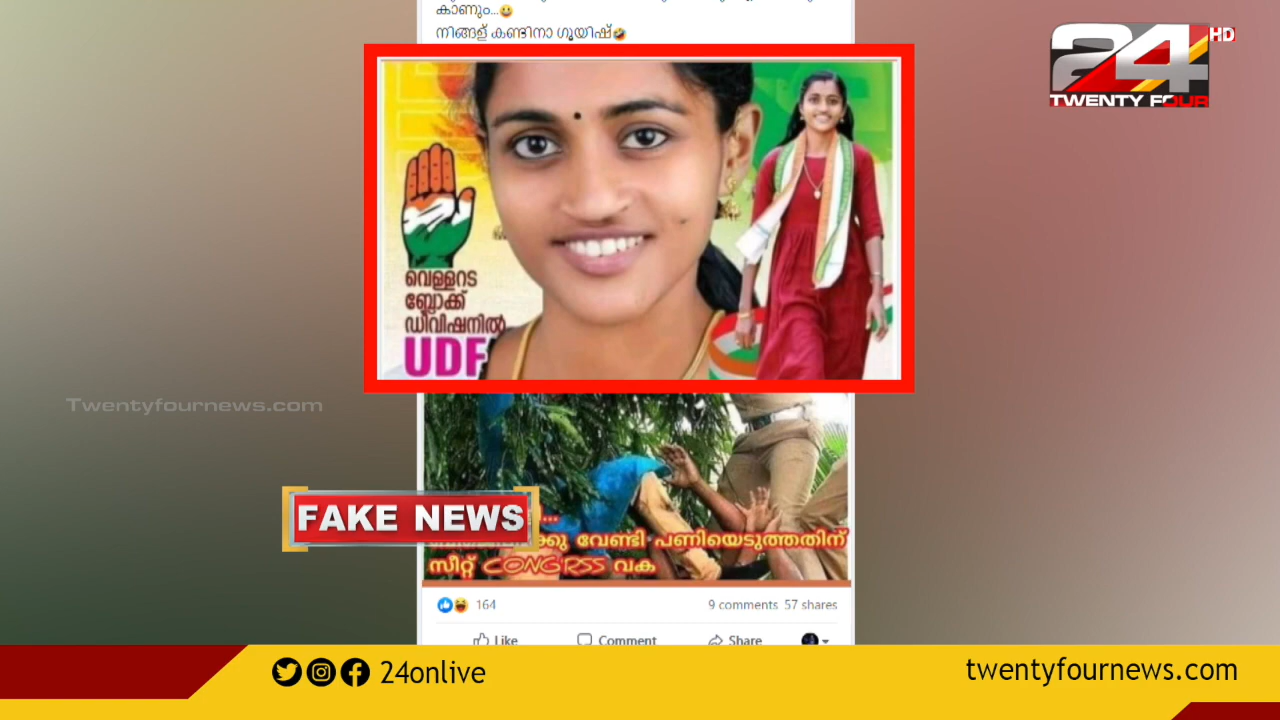 കാണും...😃
നിങ്ങള് കണ്ടിനാ ഗൂയിഷ്🤣
24 HD
TWENTY FOUR
വെള്ളറട
ബ്ലോക്ക്
ഡിവിഷനിൽ
UDF
Twentyfournews.com
FAKE NEWS
വേണ്ടി പണിയെടുത്തതിന്
സീറ്റ് CONGRSS വക
164
9 comments 57 shares
Like Comment Share
24onlive
twentyfournews.com